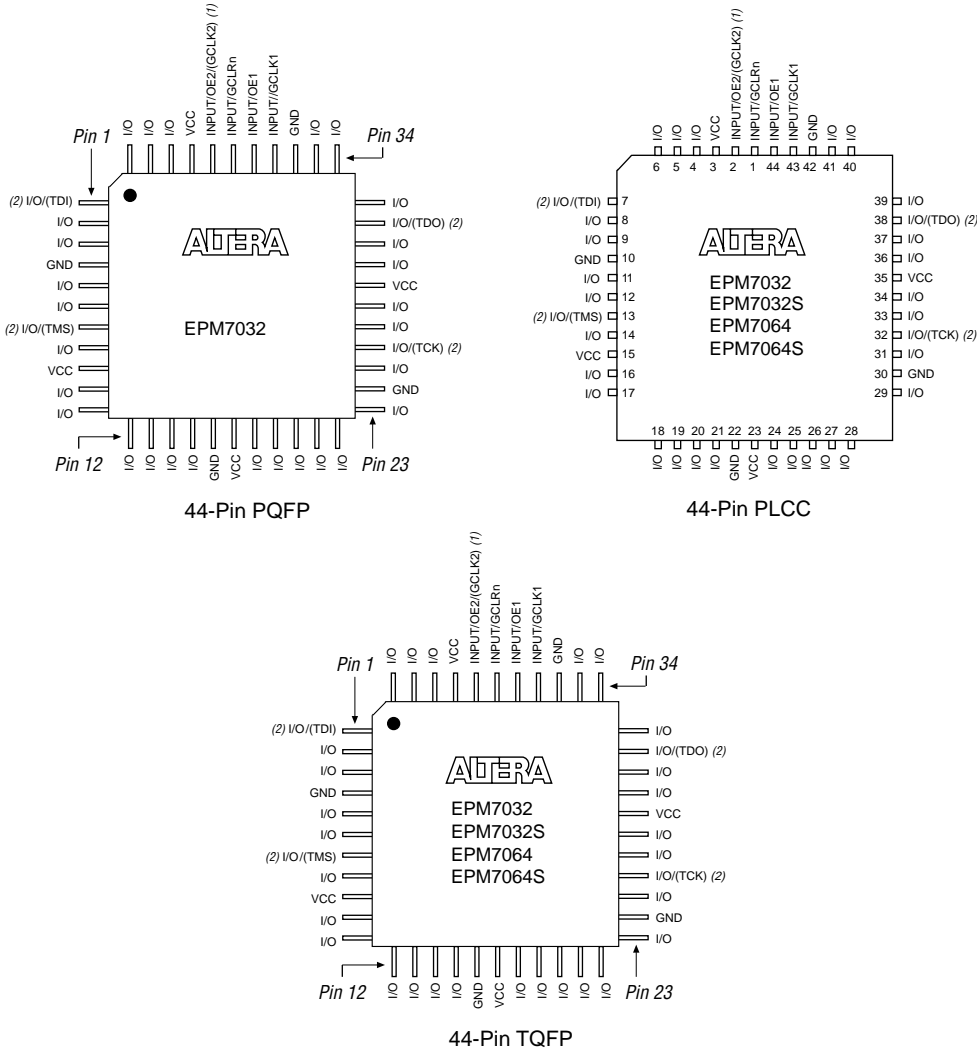 Pin 1
I/O
I/O
I/O
VCC
INPUT/OE2/(GCLK2) (1)
INPUT/GCLRn
INPUT/OE1
INPUT//GCLK1
GND
I/O
I/O
Pin 34
(2) I/O/(TDI)
I/O
I/O
GND
I/O
I/O
(2) I/O/(TMS)
I/O
VCC
I/O
I/O
ALTERA
EPM7032
I/O
I/O/(TDO) (2)
I/O
I/O
VCC
I/O
I/O
I/O/(TCK) (2)
I/O
GND
I/O
Pin 12
I/O
I/O
I/O
I/O
GND
VCC
I/O
I/O
I/O
I/O
I/O
Pin 23
44-Pin PQFP
I/O
I/O
I/O
VCC
INPUT/OE2/(GCLK2) (1)
INPUT/GCLRn
INPUT/OE1
INPUT/GCLK1
GND
I/O
I/O
6 5 4 3 2 1 44 43 42 41 40
(2) I/O/(TDI) 7
I/O 8
I/O 9
GND 10
I/O 11
I/O 12
(2) I/O/(TMS) 13
I/O 14
VCC 15
I/O 16
I/O 17
ALTERA
EPM7032
EPM7032S
EPM7064
EPM7064S
39 I/O
38 I/O/(TDO) (2)
37 I/O
36 I/O
35 VCC
34 I/O
33 I/O
32 I/O/(TCK) (2)
31 I/O
30 GND
29 I/O
18 19 20 21 22 23 24 25 26 27 28
I/O
I/O
I/O
I/O
GND
VCC
I/O
I/O
I/O
I/O
I/O
44-Pin PLCC
Pin 1
I/O
I/O
I/O
VCC
INPUT/OE2/(GCLK2) (1)
INPUT/GCLRn
INPUT/OE1
INPUT/GCLK1
GND
I/O
I/O
Pin 34
(2) I/O/(TDI)
I/O
I/O
GND
I/O
I/O
(2) I/O/(TMS)
I/O
VCC
I/O
I/O
ALTERA
EPM7032
EPM7032S
EPM7064
EPM7064S
I/O
I/O/(TDO) (2)
I/O
I/O
VCC
I/O
I/O
I/O/(TCK) (2)
I/O
GND
I/O
Pin 12
I/O
I/O
I/O
I/O
GND
VCC
I/O
I/O
I/O
I/O
I/O
Pin 23
44-Pin TQFP